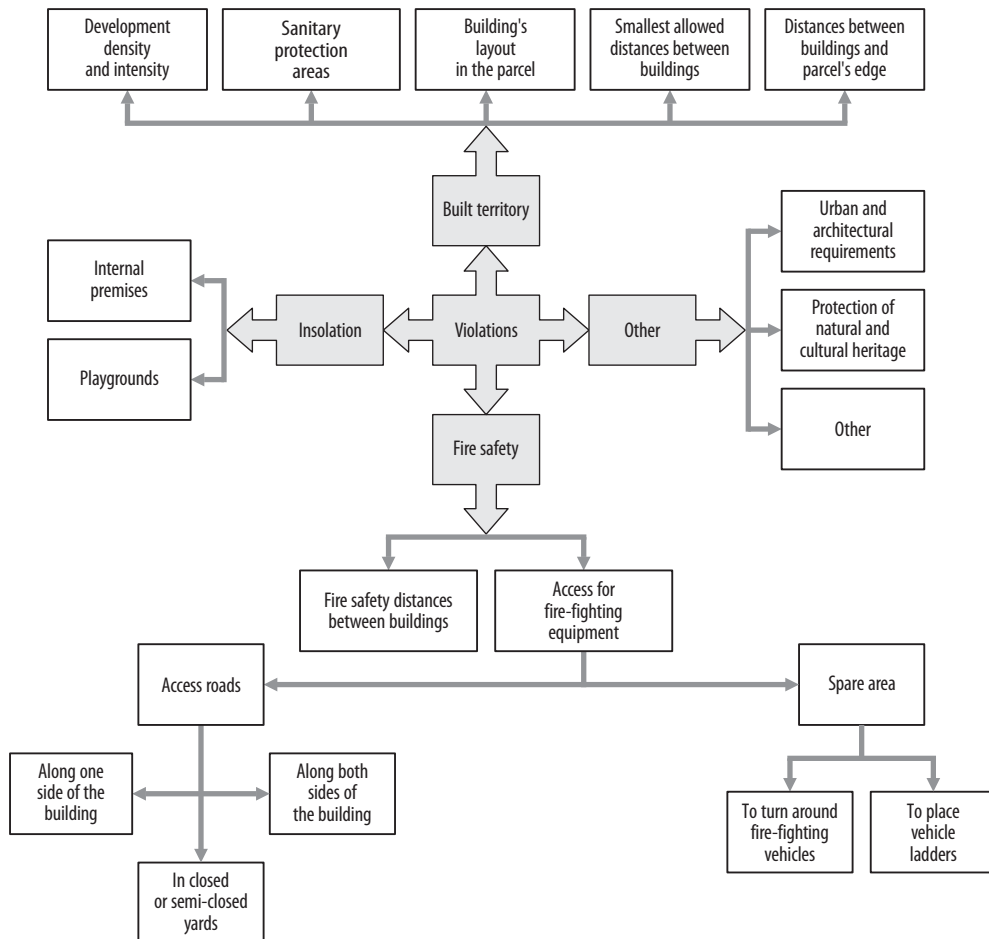 Development
density
and intensity
Sanitary
protection
areas
Building's
layout
in the parcel
Smallest allowed
distances between
buildings
Distances between
buildings and
parcel's edge
Built territory
Urban and
architectural
requirements
Internal
premises
Insolation
Violations
Other
Protection of
natural and
cultural heritage
Playgrounds
Other
Fire safety
Fire safety distances
between buildings
Access for
fire-fighting
equipment
Access roads
Spare area
Along one
side of the
building
Along both
sides of
the building
To turn around
fire-fighting
vehicles
To place
vehicle
ladders
In closed
or semi-closed
yards